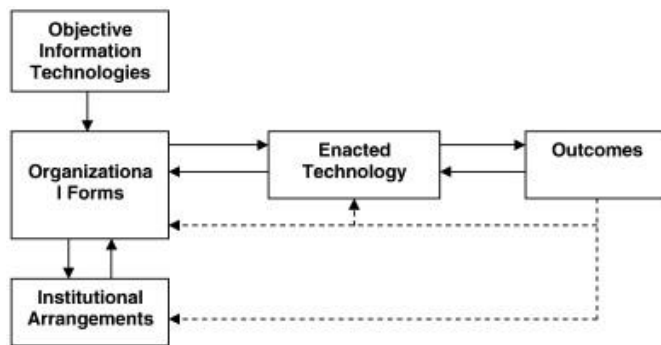 Objective
Information
Technologies
Organizationa
l Forms
Enacted
Technology
Outcomes
Institutional
Arrangements